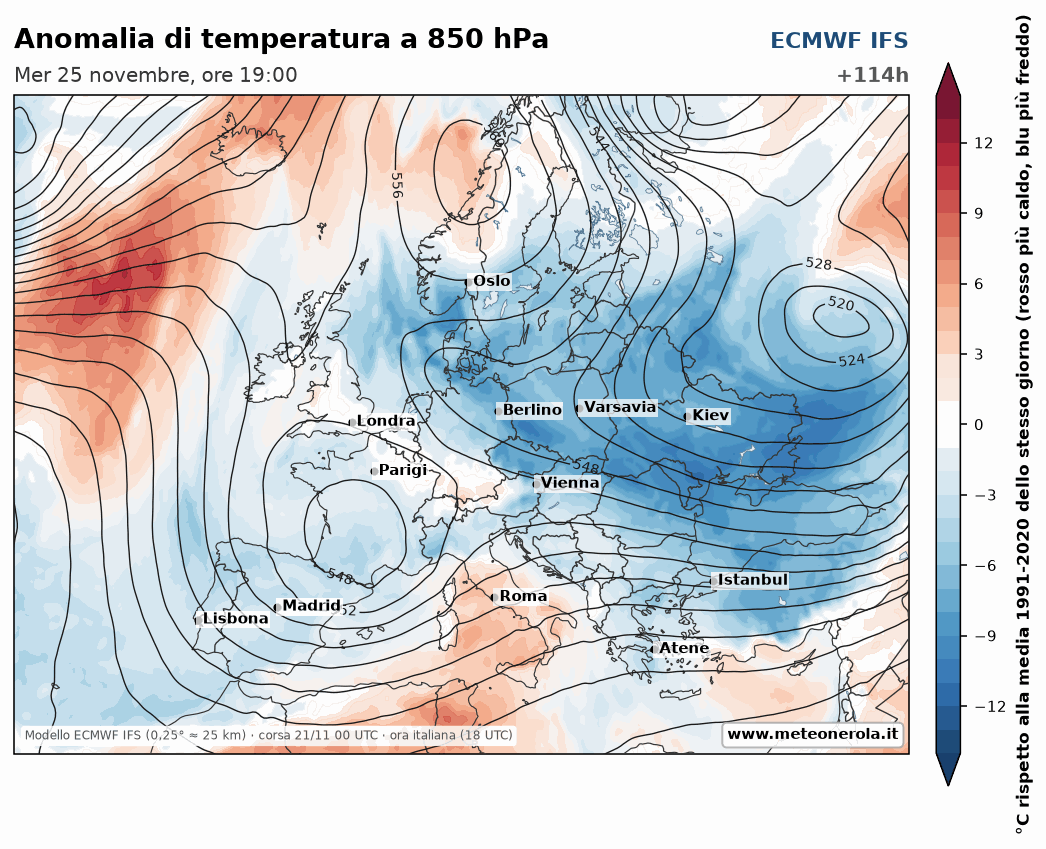 Anomalia di temperatura a 850 hPa
ECMWF IFS
Mer 25 novembre, ore 19:00
+114h
544
556
528
520
524
Oslo
Londra
Berlino
Varsavia
Kiev
Parigi
548
Vienna
548
Istanbul
Madrid
52
Roma
Lisbona
Atene
Modello ECMWF IFS (0,25° ≈ 25 km) · corsa 21/11 00 UTC · ora italiana (18 UTC)
www.meteonerola.it
12
9
6
3
0
−3
−6
−9
−12
°C rispetto alla media 1991-2020 dello stesso giorno (rosso più caldo, blu più freddo)